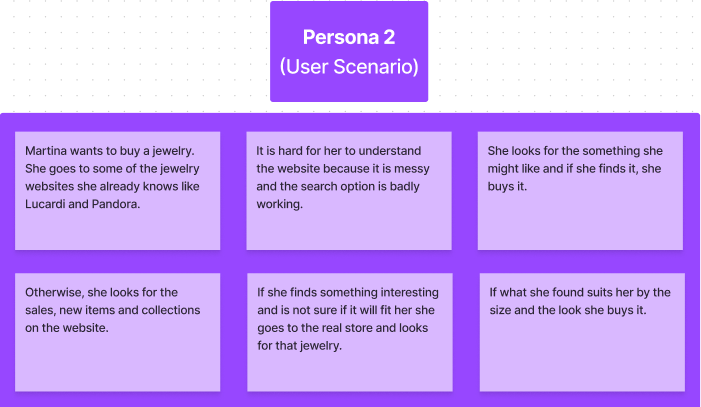 Persona 2
(User Scenario)
Martina wants to buy a jewelry.
She goes to some of the jewelry
websites she already knows like
Lucardi and Pandora.
It is hard for her to understand
the website because it is messy
and the search option is badly
working.
She looks for the something she
might like and if she finds it, she
buys it.
Otherwise, she looks for the
sales, new items and collections
on the website.
If she finds something interesting
and is not sure if it will fit her she
goes to the real store and looks
for that jewelry.
If what she found suits her by the
size and the look she buys it.